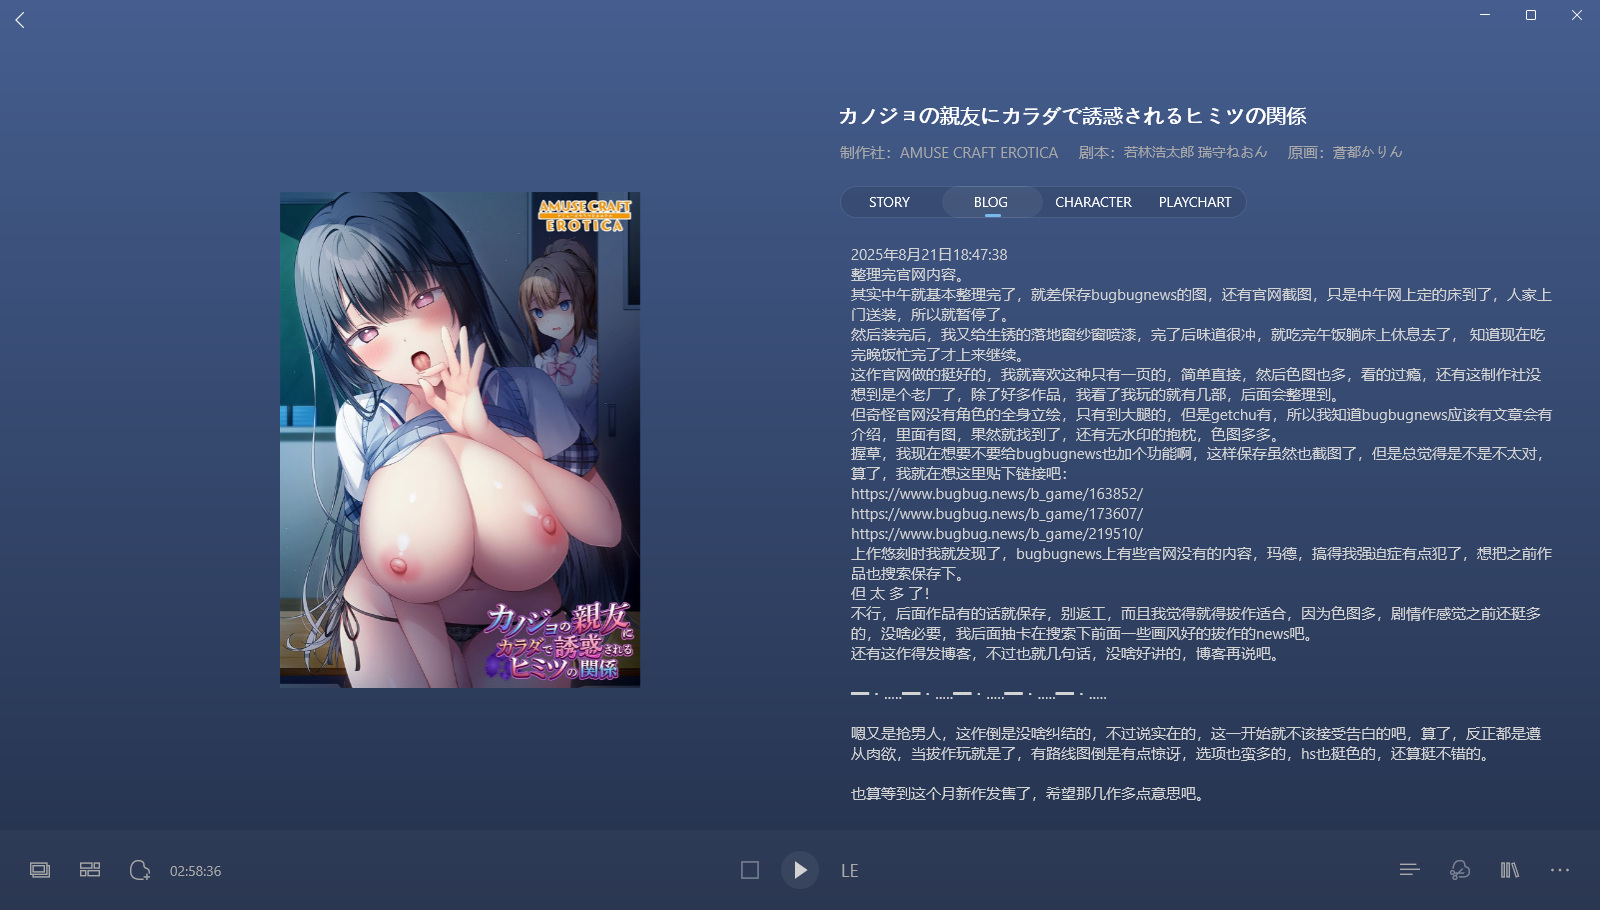 カノジョの親友にカラダで誘惑されるヒミツの関係
制作社：AMUSE CRAFT EROTICA 剧本：若林浩太郎 瑞守ねおん 原画：蒼都かりん
STORY BLOG CHARACTER PLAYCHART
AMUSE CRAFT
EROTICA
カノジョの親友に
カラダで誘惑される
ヒミツの関係
2025年8月21日18:47:38
整理完官网内容。
其实中午就基本整理完了，就差保存bugbugnews的图，还有官网截图，只是中午网上定的床到了，人家上
门送装，所以就暂停了。
然后装完后，我又给生锈的落地窗纱窗喷漆，完了后味道很冲，就吃完午饭躺床上休息去了， 知道现在吃
完晚饭忙完了才上来继续。
这作官网做的挺好的，我就喜欢这种只有一页的，简单直接，然后色图也多，看的过瘾，还有这制作社没
想到是个老厂了，除了好多作品，我看了我玩的就有几部，后面会整理到。
但奇怪官网没有角色的全身立绘，只有到大腿的，但是getchu有，所以我知道bugbugnews应该有文章会有
介绍，里面有图，果然就找到了，还有无水印的抱枕，色图多多。
握草，我现在想要不要给bugbugnews也加个功能啊，这样保存虽然也截图了，但是总觉得是不是不太对，
算了，我就在想这里贴下链接吧：
https://www.bugbug.news/b_game/163852/
https://www.bugbug.news/b_game/173607/
https://www.bugbug.news/b_game/219510/
上作悠刻时我就发现了，bugbugnews上有些官网没有的内容，玛德，搞得我强迫症有点犯了，想把之前作
品也搜索保存下。
但 太 多 了！
不行，后面作品有的话就保存，别返工，而且我觉得就得拔作适合，因为色图多，剧情作感觉之前还挺多
的，没啥必要，我后面抽卡在搜索下前面一些画风好的拔作的news吧。
还有这作得发博客，不过也就几句话，没啥好讲的，博客再说吧。
━・.....━・.....━・.....━・.....━・.....
嗯又是抢男人，这作倒是没啥纠结的，不过说实在的，这一开始就不该接受告白的吧，算了，反正都是遵
从肉欲，当拔作玩就是了，有路线图倒是有点惊讶，选项也蛮多的，hs也挺色的，还算挺不错的。
也算等到这个月新作发售了，希望那几作多点意思吧。
02:58:36
LE